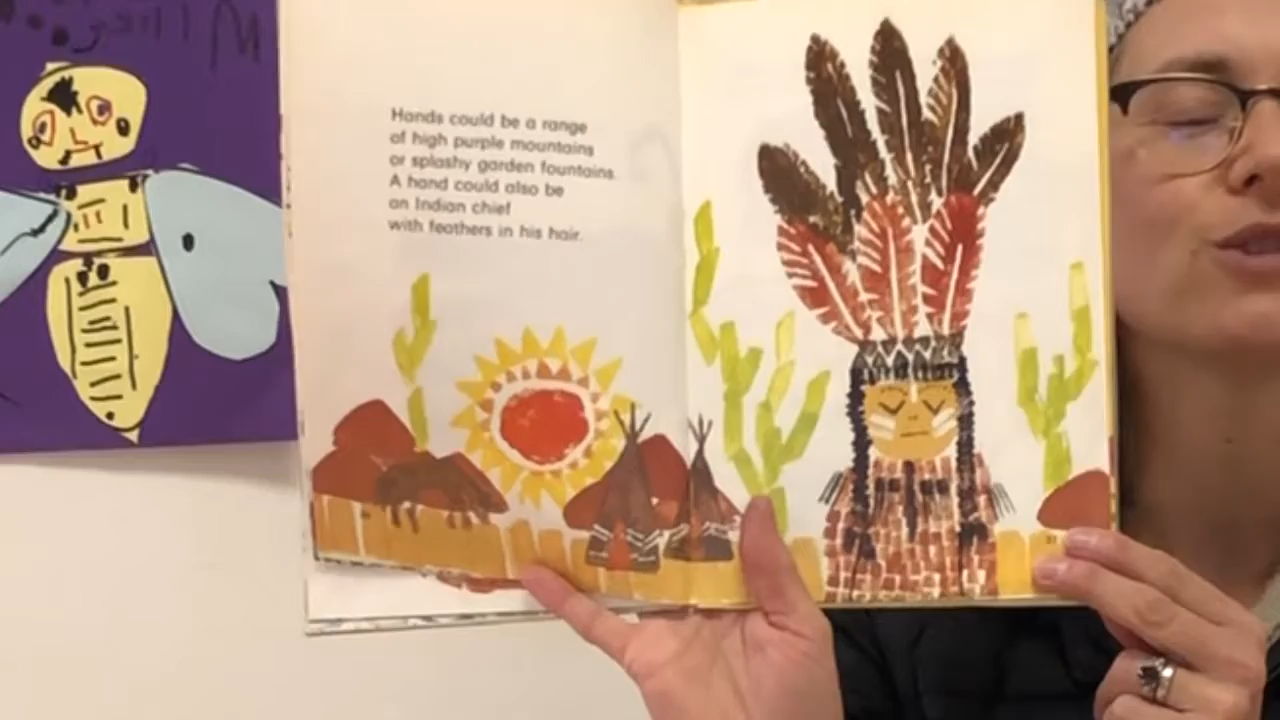 Hands could be a range
of high purple mountains
or splashy garden fountains.
A hand could also be
an Indian chief
with feathers in his hair.